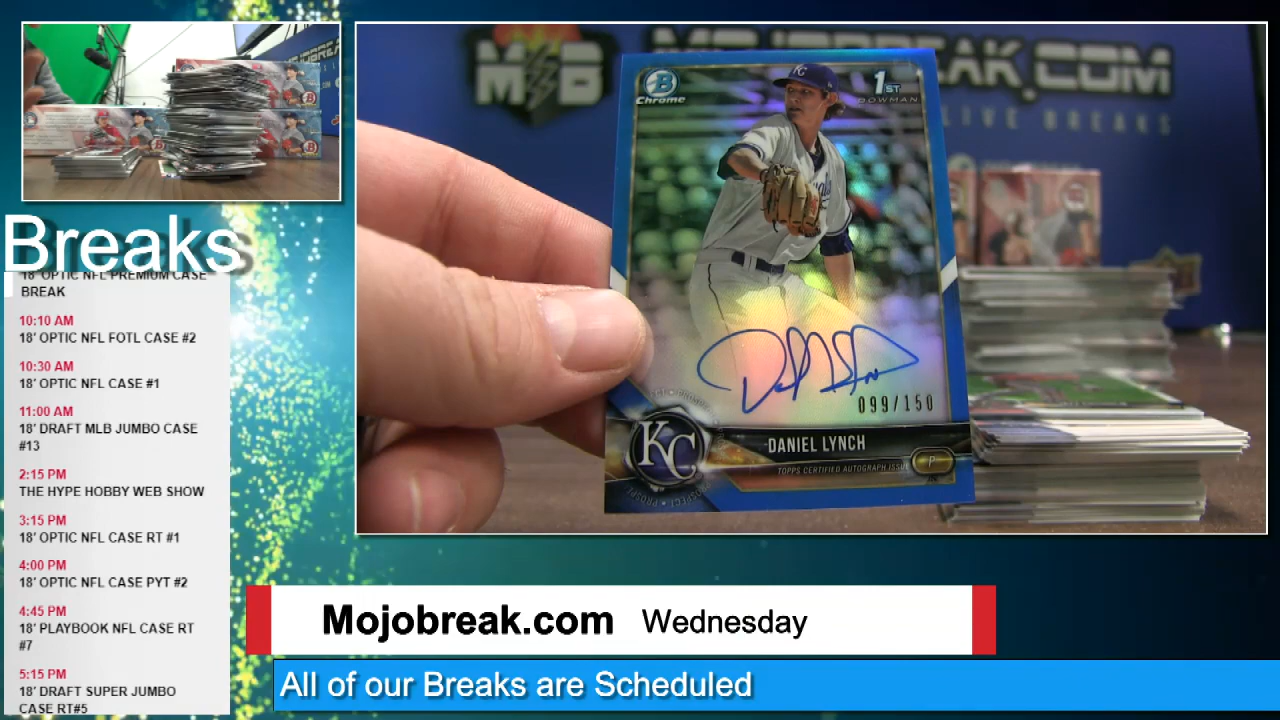 Breaks
18' OPTIC NFL PREMIUM CASE
BREAK
10:10 AM
18' OPTIC NFL FOTL CASE #2
10:30 AM
18' OPTIC NFL CASE #1
11:00 AM
18' DRAFT MLB JUMBO CASE
#13
2:15 PM
THE HYPE HOBBY WEB SHOW
3:15 PM
18' OPTIC NFL CASE RT #1
4:00 PM
18' OPTIC NFL CASE PYT #2
4:45 PM
18' PLAYBOOK NFL CASE RT
#7
5:15 PM
18' DRAFT SUPER JUMBO
CASE RT#5
MOJOBREAK.COM
LIVE BREAKS
B
Chrome
1ST
BOWMAN
KC
099/150
KC
DANIEL LYNCH
TOPPS CERTIFIED AUTOGRAPH ISSUE
P
Mojobreak.com Wednesday
All of our Breaks are Scheduled